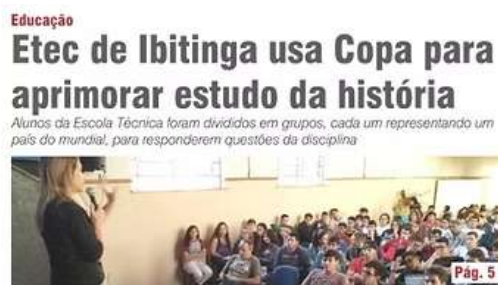 Educação
Etec de Ibitinga usa Copa para
aprimorar estudo da história
Alunos da Escola Técnica foram divididos em grupos, cada um representando um
país do mundial, para responderem questões da disciplina
Pág. 5